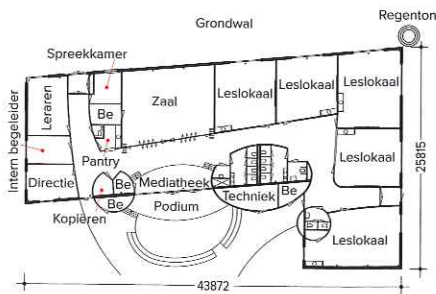 Grondwal
Regenton
Spreekkamer
Leraren
Zaal
Leslokaal
Leslokaal
Leslokaal
Be
Intern begeleider
Pantry
Leslokaal
25815
Directie
Be
Mediatheek
Techniek
Be
Kopiëren
Be
Podium
Leslokaal
43872